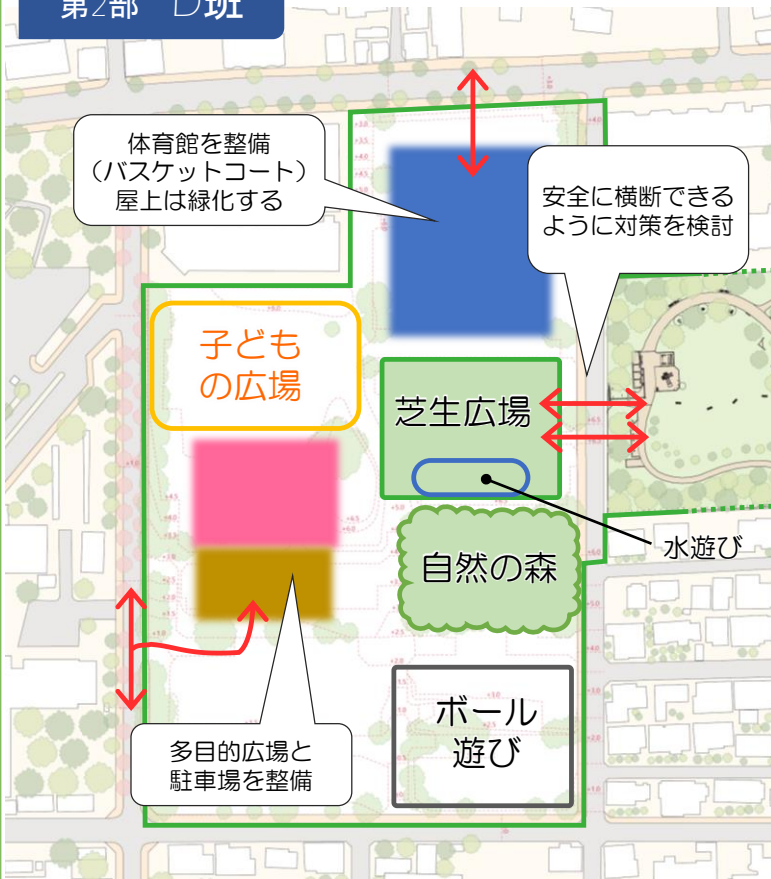 第2部 D班
体育館を整備
（バスケットコート）
屋上は緑化する
安全に横断できる
ように対策を検討
子ども
の広場
芝生広場
水遊び
自然の森
ボール
遊び
多目的広場と
駐車場を整備